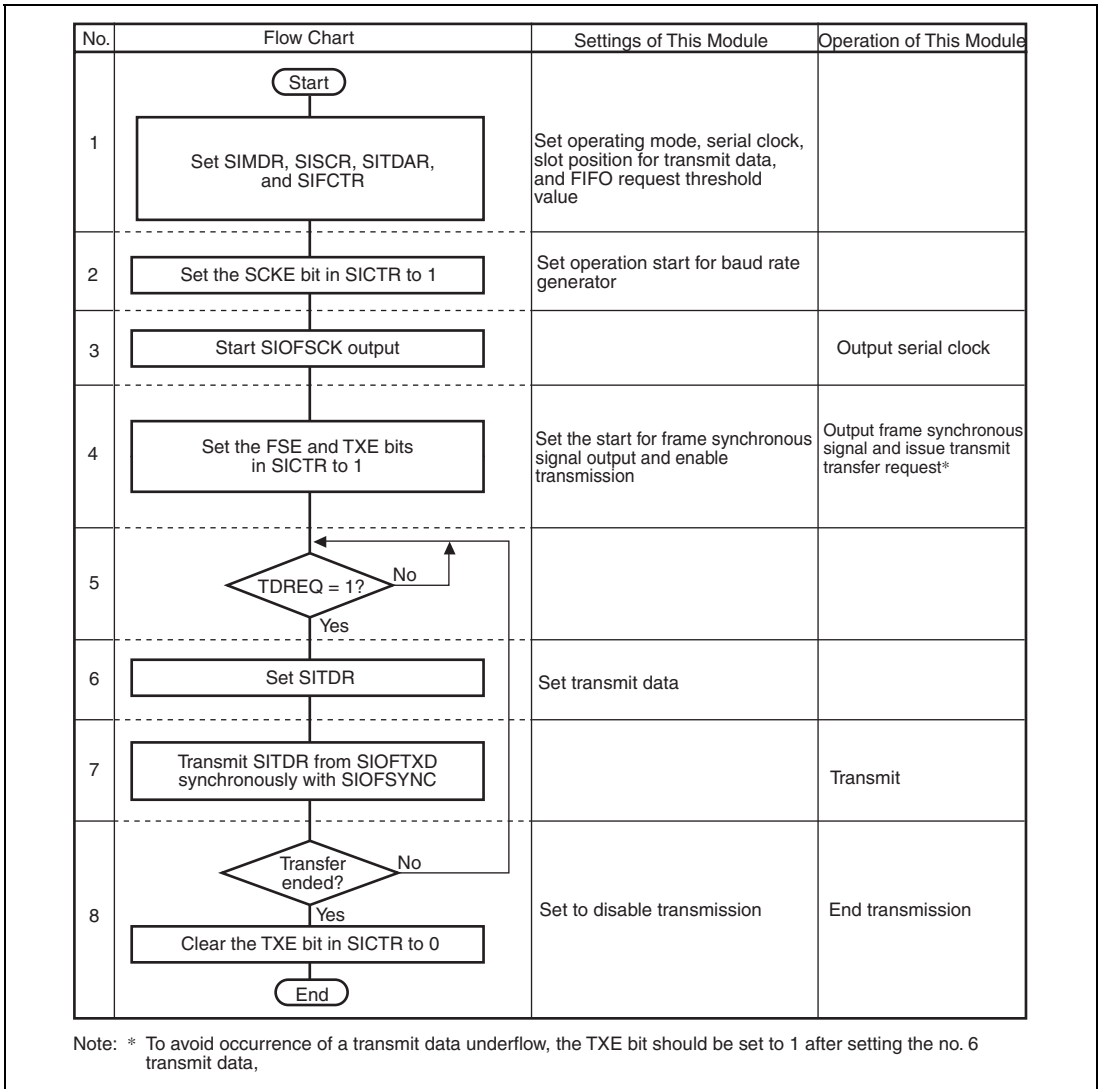 No.
Flow Chart
Settings of This Module
Operation of This Module
1
Start
Set SIMDR, SISCR, SITDAR,
and SIFCTR
Set operating mode, serial clock,
slot position for transmit data,
and FIFO request threshold
value
2
Set the SCKE bit in SICTR to 1
Set operation start for baud rate
generator
3
Start SIOFSCK output
Output serial clock
4
Set the FSE and TXE bits
in SICTR to 1
Set the start for frame synchronous
signal output and enable
transmission
Output frame synchronous
signal and issue transmit
transfer request*
5
TDREQ = 1?
No
Yes
6
Set SITDR
Set transmit data
7
Transmit SITDR from SIOFTXD
synchronously with SIOFSYNC
Transmit
8
Transfer
ended?
No
Yes
Clear the TXE bit in SICTR to 0
End
Set to disable transmission
End transmission
Note: * To avoid occurrence of a transmit data underflow, the TXE bit should be set to 1 after setting the no. 6
transmit data,